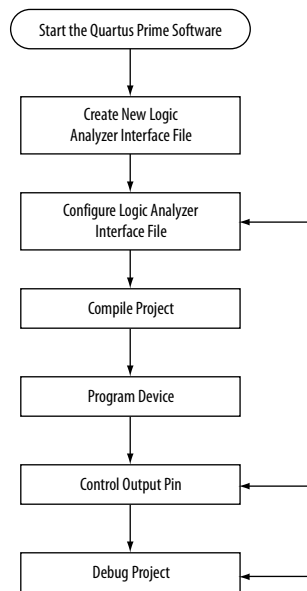 Start the Quartus Prime Software
Create New Logic
Analyzer Interface File
Configure Logic Analyzer
Interface File
Compile Project
Program Device
Control Output Pin
Debug Project